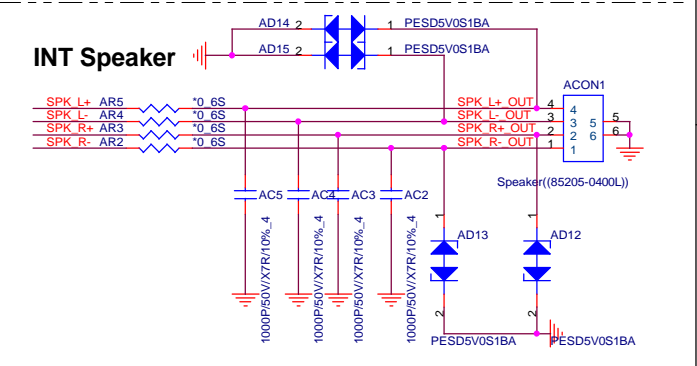 AD14 2 1 PESD5V0S1BA
INT Speaker
AD15 2 1 PESD5V0S1BA
ACON1
SPK_L+ AR5 *0_6S SPK_L+_OUT 4 4
SPK_L- AR4 *0_6S SPK_L-_OUT 3 3 5 5
SPK_R+ AR3 *0_6S SPK_R+_OUT 2 2 6 6
SPK_R- AR2 *0_6S SPK_R-_OUT 1 1
Speaker((85205-0400L))
AC5 AC4 AC3 AC2
1000P/50V/X7R/10%_4
1000P/50V/X7R/10%_4
1000P/50V/X7R/10%_4
1000P/50V/X7R/10%_4
1 1
AD13 AD12
2 2
PESD5V0S1BA PESD5V0S1BA